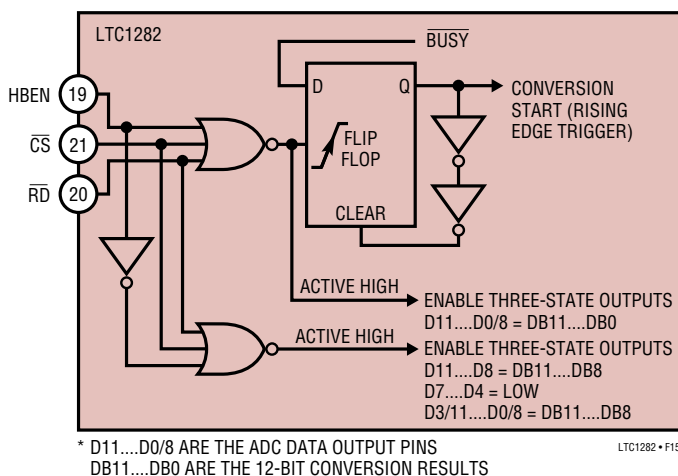 LTC1282
BUSY
HBEN 19
CS 21
RD 20
D Q
FLIP
FLOP
CLEAR
CONVERSION
START (RISING
EDGE TRIGGER)
ACTIVE HIGH
ENABLE THREE-STATE OUTPUTS
D11....D0/8 = DB11....DB0
ACTIVE HIGH
ENABLE THREE-STATE OUTPUTS
D11....D8 = DB11....DB8
D7....D4 = LOW
D3/11....D0/8 = DB11....DB8
* D11....D0/8 ARE THE ADC DATA OUTPUT PINS
DB11....DB0 ARE THE 12-BIT CONVERSION RESULTS
LTC1282 • F15